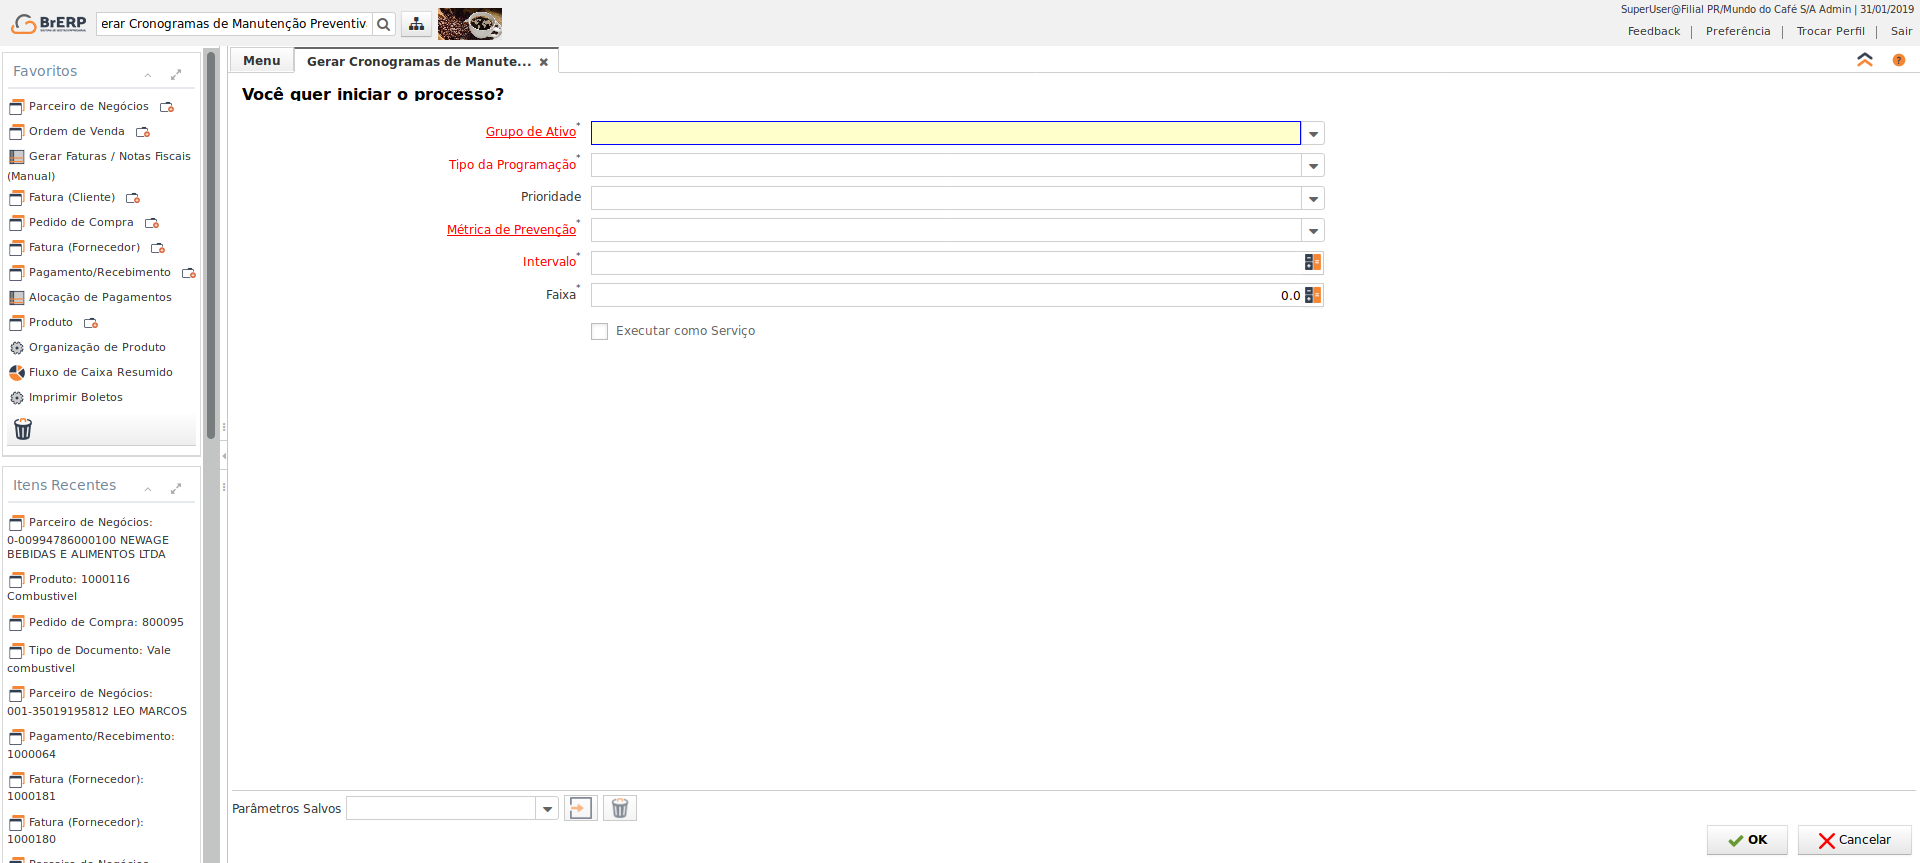 BrERP
erar Cronogramas de Manutenção Preventiv
SuperUser@Filial PR/Mundo do Café S/A Admin | 31/01/2019
Feedback | Preferência | Trocar Perfil | Sair
Favoritos
Parceiro de Negócios
Ordem de Venda
Gerar Faturas / Notas Fiscais
(Manual)
Fatura (Cliente)
Pedido de Compra
Fatura (Fornecedor)
Pagamento/Recebimento
Alocação de Pagamentos
Produto
Organização de Produto
Fluxo de Caixa Resumido
Imprimir Boletos
Itens Recentes
Parceiro de Negócios:
0-00994786000100 NEWAGE
BEBIDAS E ALIMENTOS LTDA
Produto: 1000116
Combustivel
Pedido de Compra: 800095
Tipo de Documento: Vale
combustivel
Parceiro de Negócios:
001-35019195812 LEO MARCOS
Pagamento/Recebimento:
1000064
Fatura (Fornecedor):
1000181
Fatura (Fornecedor):
1000180
Parceiro de Negócios
Menu
Gerar Cronogramas de Manute...
Você quer iniciar o processo?
Grupo de Ativo*
Tipo da Programação*
Prioridade
Métrica de Prevenção*
Intervalo*
Faixa* 0.0
Executar como Serviço
Parâmetros Salvos
OK
Cancelar